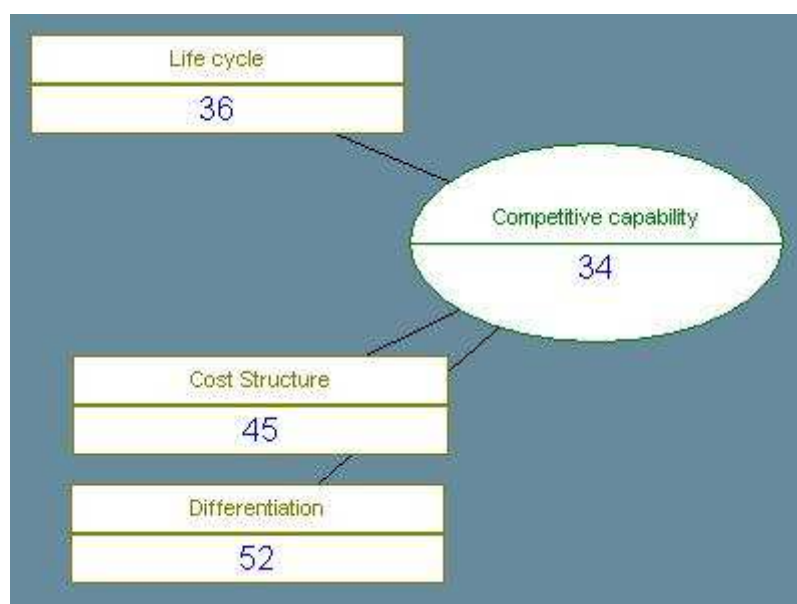 Life cycle
36
Competitive capability
34
Cost Structure
45
Differentiation
52